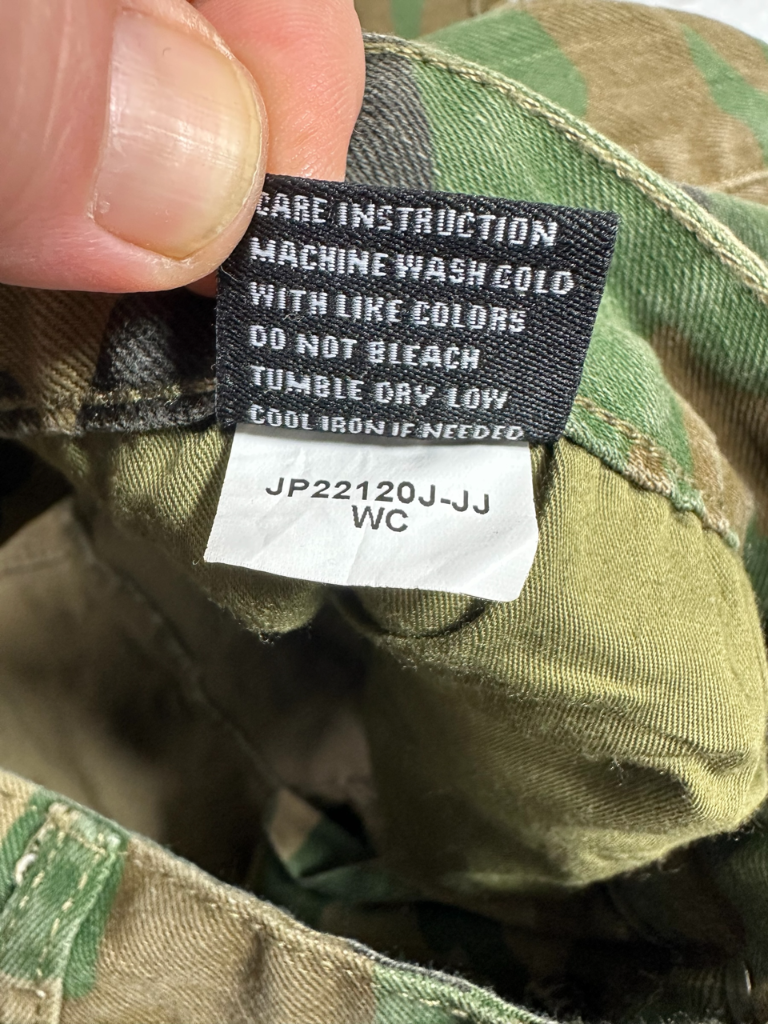 CARE INSTRUCTION
MACHINE WASH COLD
WITH LIKE COLORS
DO NOT BLEACH
TUMBLE DRY LOW
COOL IRON IF NEEDED
JP22120J-JJ
WC